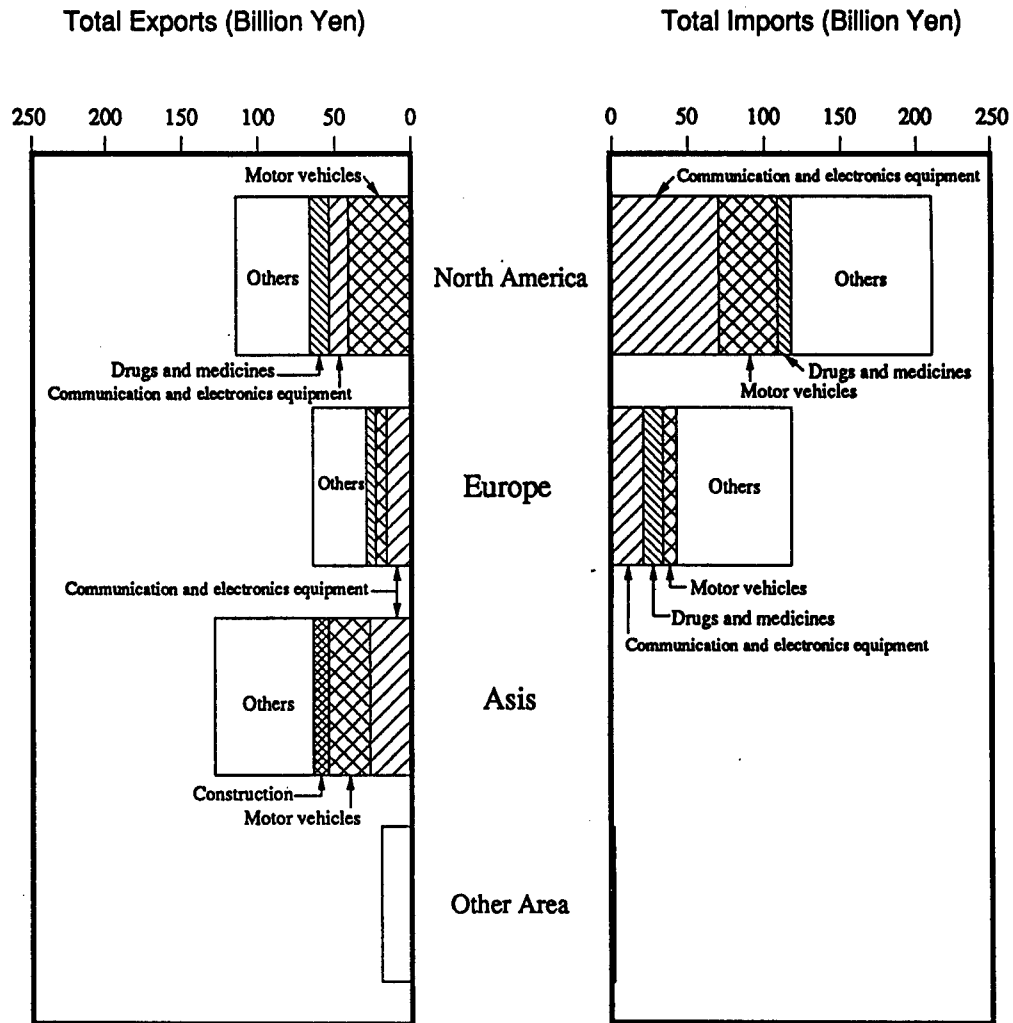 Total Exports (Billion Yen)
Total Imports (Billion Yen)
250 200 150 100 50 0
0 50 100 150 200 250
Motor vehicles
Communication and electronics equipment
Others
North America
Others
Drugs and medicines
Communication and electronics equipment
Drugs and medicines
Motor vehicles
Others
Europe
Others
Communication and electronics equipment
Motor vehicles
Drugs and medicines
Communication and electronics equipment
Others
Asis
Construction
Motor vehicles
Other Area